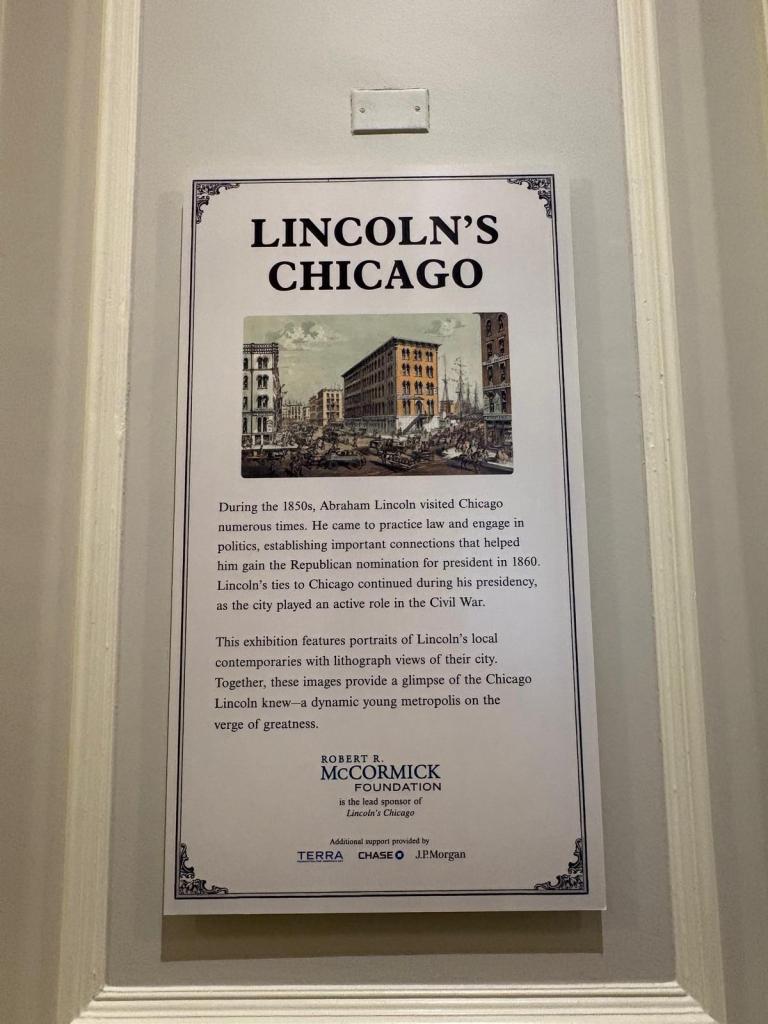 LINCOLN’S
CHICAGO
During the 1850s, Abraham Lincoln visited Chicago
numerous times. He came to practice law and engage in
politics, establishing important connections that helped
him gain the Republican nomination for president in 1860.
Lincoln’s ties to Chicago continued during his presidency,
as the city played an active role in the Civil War.
This exhibition features portraits of Lincoln’s local
contemporaries with lithograph views of their city.
Together, these images provide a glimpse of the Chicago
Lincoln knew—a dynamic young metropolis on the
verge of greatness.
ROBERT R.
McCORMICK
FOUNDATION
is the lead sponsor of
Lincoln’s Chicago
Additional support provided by
TERRA CHASE J.P.Morgan